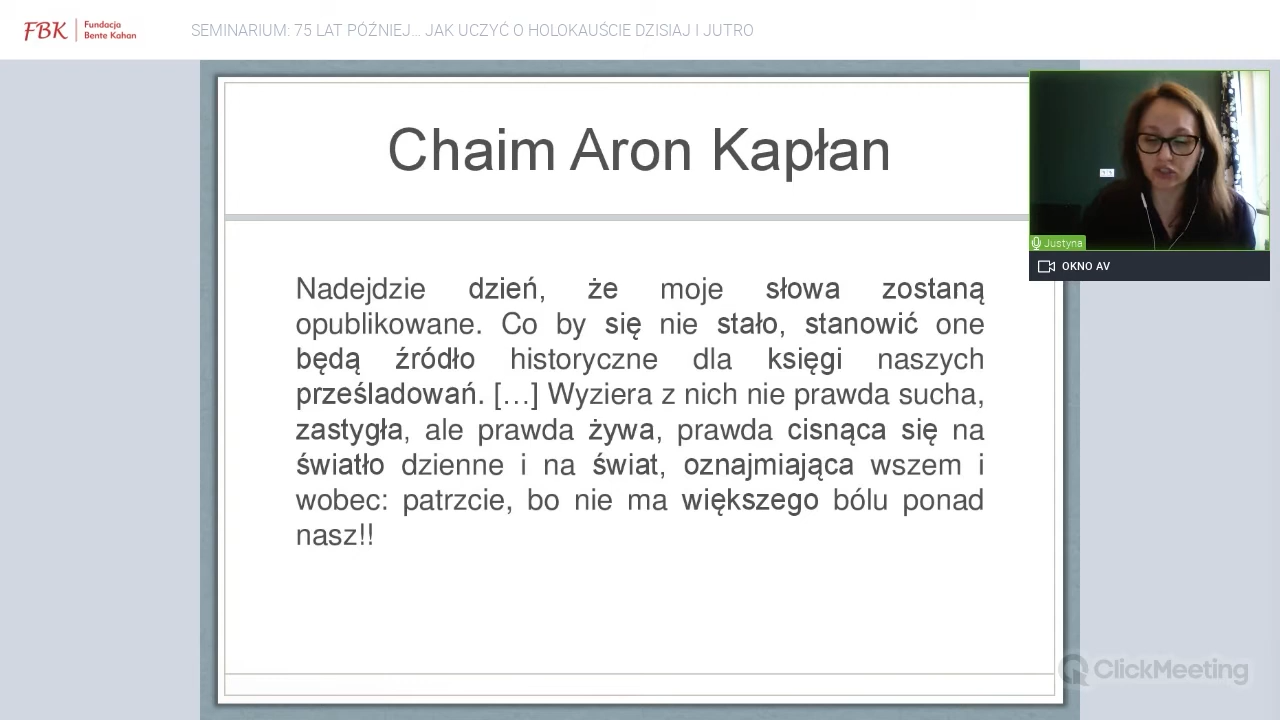 FBK
Fundacja
Bente Kahan
SEMINARIUM: 75 LAT PÓŹNIEJ... JAK UCZYĆ O HOLOKAUŚCIE DZISIAJ I JUTRO
Chaim Aron Kapłan
Nadejdzie dzień, że moje słowa zostaną
opublikowane. Co by się nie stało, stanowić one
będą źródło historyczne dla księgi naszych
prześladowań. […] Wyziera z nich nie prawda sucha,
zastygła, ale prawda żywa, prawda cisnąca się na
światło dzienne i na świat, oznajmiająca wszem i
wobec: patrzcie, bo nie ma większego bólu ponad
nasz!!
Justyna
OKNO AV
ClickMeeting